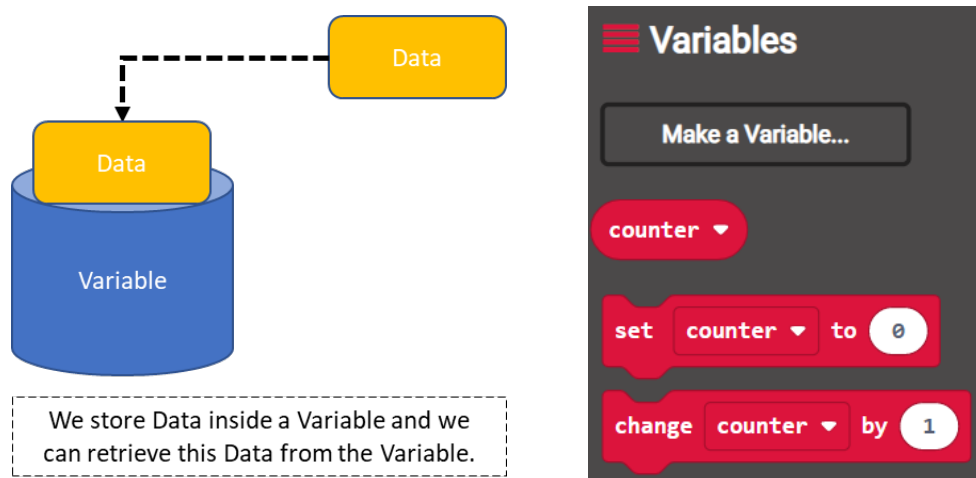 Data
Data
Variable
We store Data inside a Variable and we
can retrieve this Data from the Variable.
Variables
Make a Variable...
counter
set counter to 0
change counter by 1